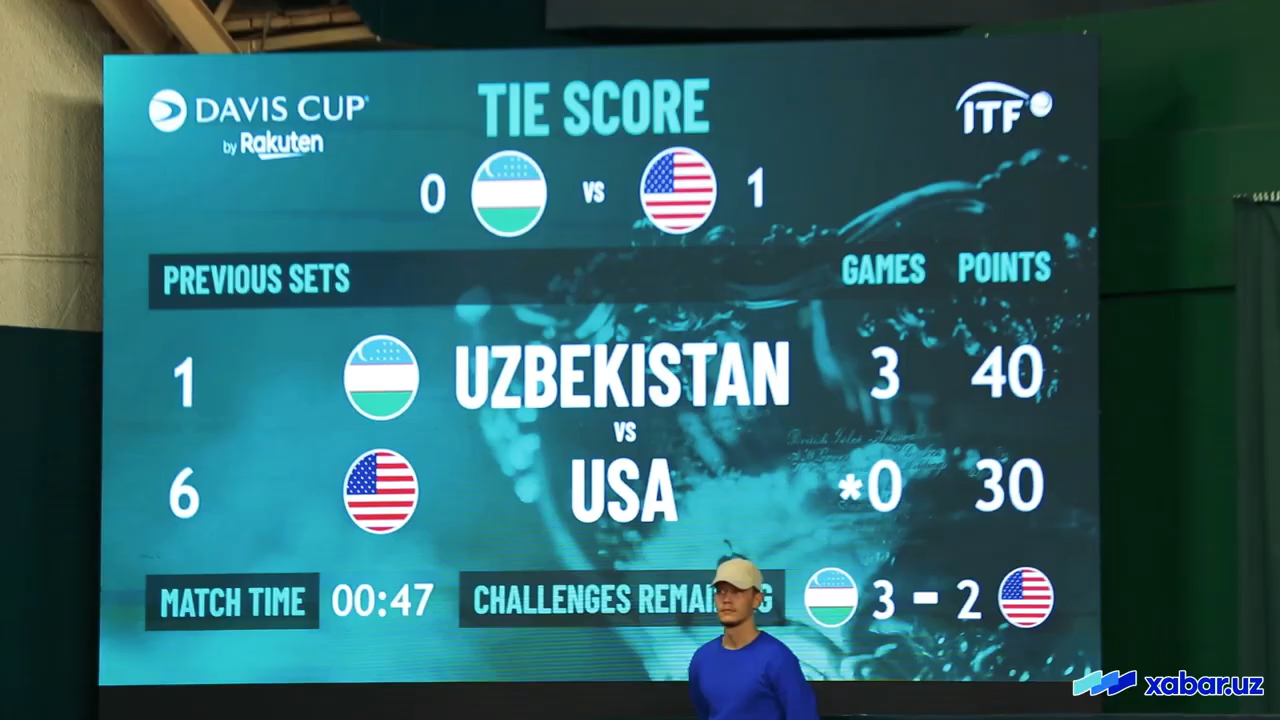 DAVIS CUP
by Rakuten
TIE SCORE
ITF
0 VS 1
PREVIOUS SETS GAMES POINTS
1 UZBEKISTAN 3 40
VS
6 USA *0 30
MATCH TIME 00:47 CHALLENGES 3 - 2
xabar.uz